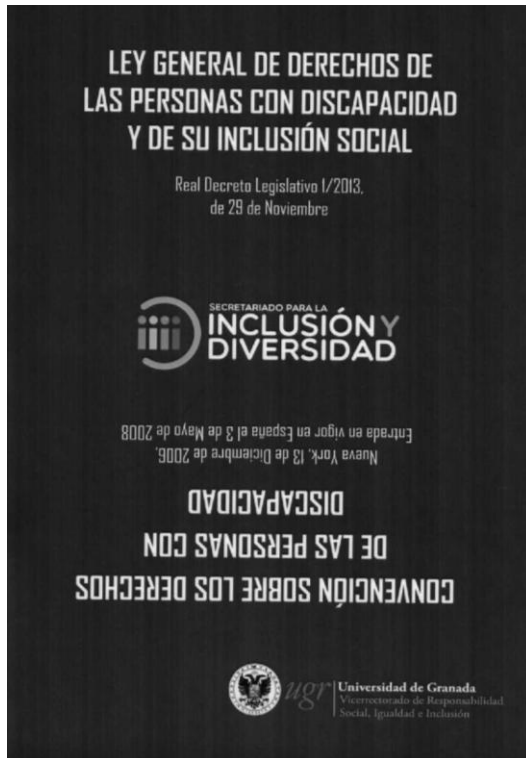 LEY GENERAL DE DERECHOS DE
LAS PERSONAS CON DISCAPACIDAD
Y DE SU INCLUSIÓN SOCIAL
Real Decreto Legislativo 1/2013,
de 29 de Noviembre
SECRETARIADO PARA LA
INCLUSIÓN Y
DIVERSIDAD
CONVENCIÓN SOBRE LOS DERECHOS
DE LAS PERSONAS CON
DISCAPACIDAD
Nueva York, 13 de Diciembre de 2006,
Entrada en vigor en España el 3 de Mayo de 2008
ugr
Universidad de Granada
Vicerrectorado de Responsabilidad
Social, Igualdad e Inclusión